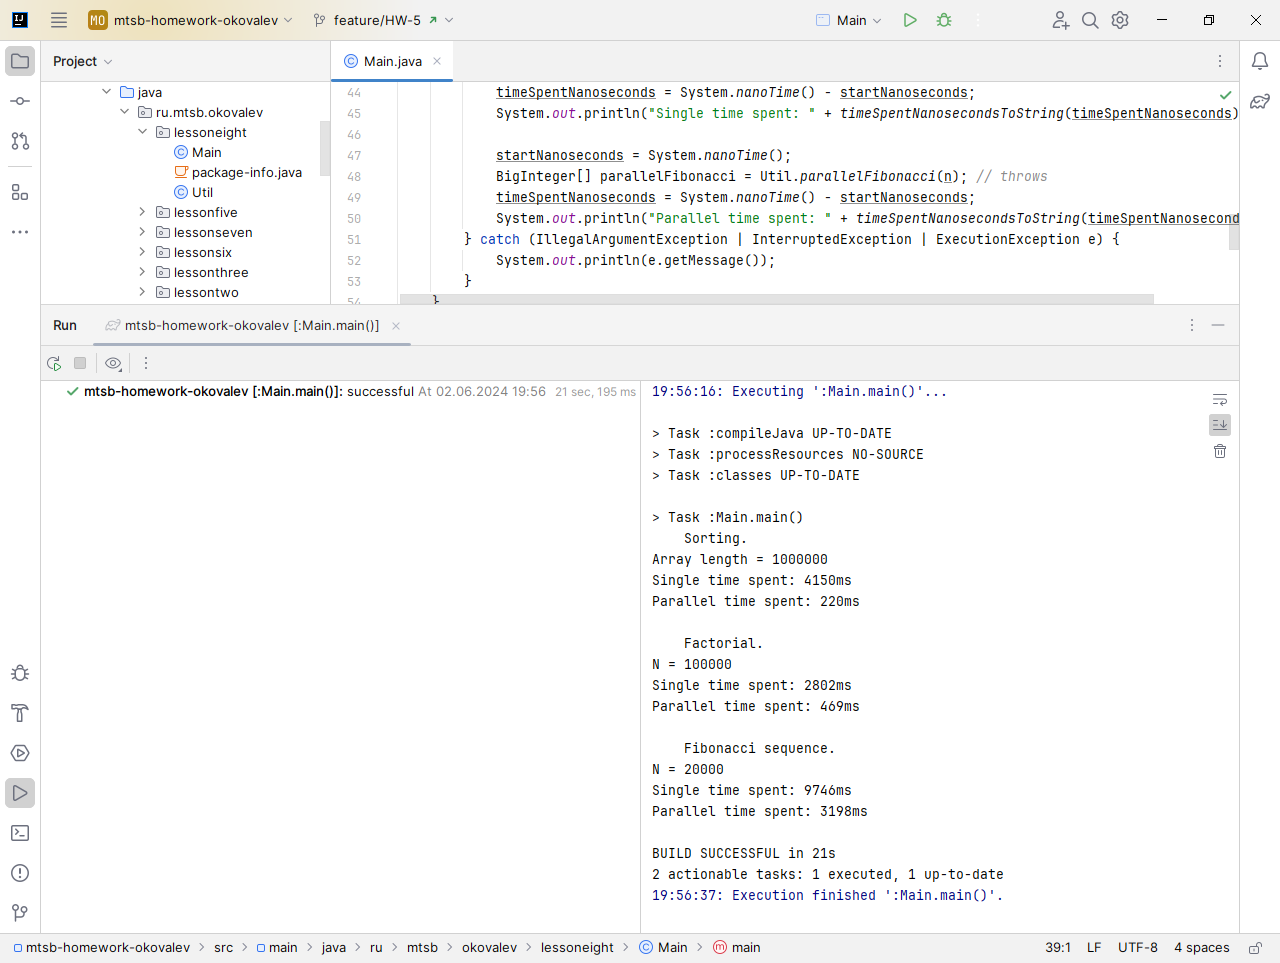 MO mtsb-homework-okovalev feature/HW-5 Main
Project
Main.java
java
ru.mtsb.okovalev
lessoneight
Main
package-info.java
Util
lessonfive
lessonseven
lessonsix
lessonthree
lessontwo
44 timeSpentNanoseconds = System.nanoTime() - startNanoseconds;
45 System.out.println("Single time spent: " + timeSpentNanosecondsToString(timeSpentNanoseconds)
46
47 startNanoseconds = System.nanoTime();
48 BigInteger[] parallelFibonacci = Util.parallelFibonacci(n); // throws
49 timeSpentNanoseconds = System.nanoTime() - startNanoseconds;
50 System.out.println("Parallel time spent: " + timeSpentNanosecondsToString(timeSpentNanosecond
51 } catch (IllegalArgumentException | InterruptedException | ExecutionException e) {
52 System.out.println(e.getMessage());
53 }
54 }
Run mtsb-homework-okovalev [:Main.main()]
mtsb-homework-okovalev [:Main.main()]: successful At 02.06.2024 19:56 21 sec, 195 ms
19:56:16: Executing ':Main.main()'...
> Task :compileJava UP-TO-DATE
> Task :processResources NO-SOURCE
> Task :classes UP-TO-DATE
> Task :Main.main()
Sorting.
Array length = 1000000
Single time spent: 4150ms
Parallel time spent: 220ms
Factorial.
N = 100000
Single time spent: 2802ms
Parallel time spent: 469ms
Fibonacci sequence.
N = 20000
Single time spent: 9746ms
Parallel time spent: 3198ms
BUILD SUCCESSFUL in 21s
2 actionable tasks: 1 executed, 1 up-to-date
19:56:37: Execution finished ':Main.main()'.
mtsb-homework-okovalev > src > main > java > ru > mtsb > okovalev > lessoneight > Main > main 39:1 LF UTF-8 4 spaces